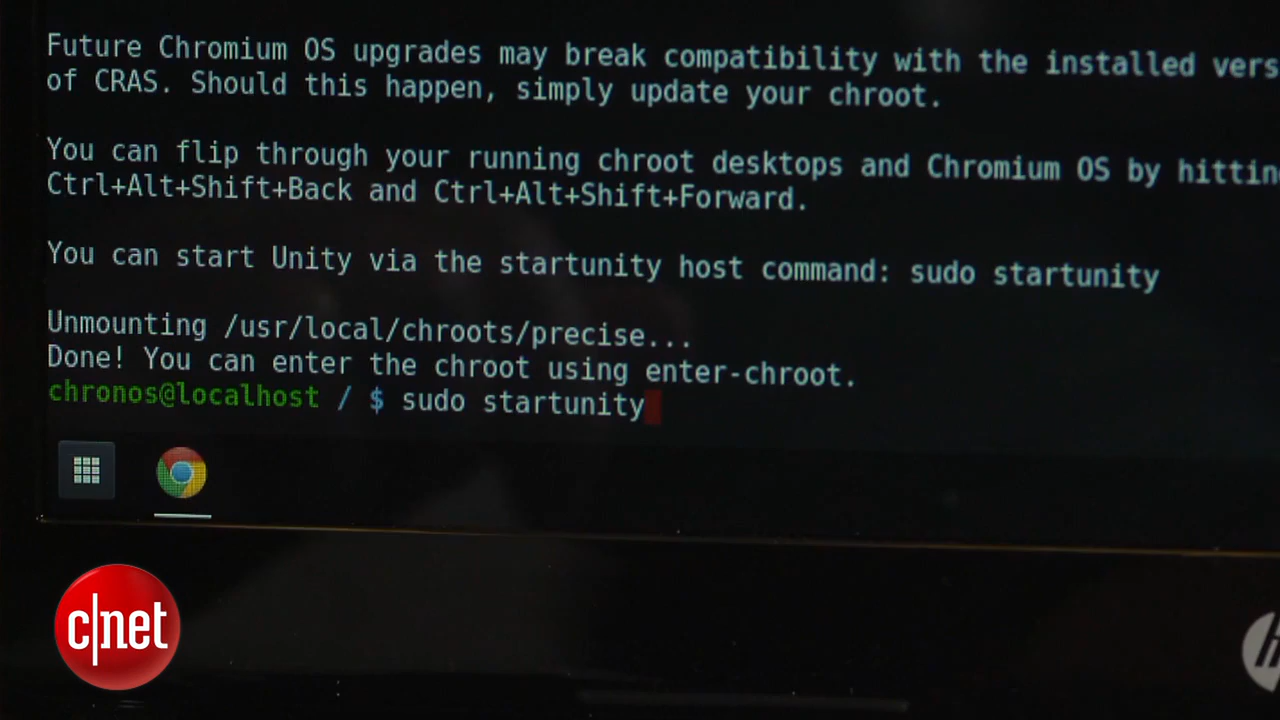 Future Chromium OS upgrades may break compatibility with the installed
of CRAS. Should this happen, simply update your chroot.
You can flip through your running chroot desktops and Chromium OS by
Ctrl+Alt+Shift+Back and Ctrl+Alt+Shift+Forward.
You can start Unity via the startunity host command: sudo startunity
Unmounting /usr/local/chroots/precise...
Done! You can enter the chroot using enter-chroot.
chronos@localhost / $ sudo startunity
c|net